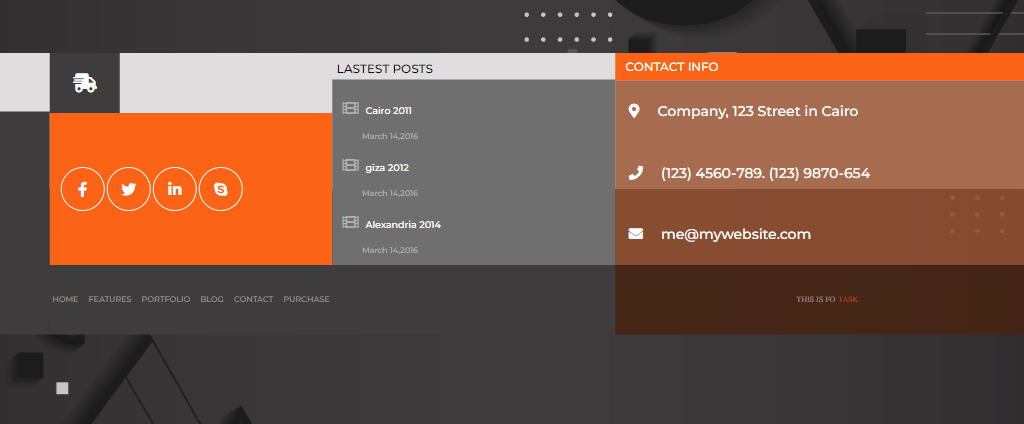 LASTEST POSTS
Cairo 2011
March 14,2016
giza 2012
March 14,2016
Alexandria 2014
March 14,2016
CONTACT INFO
Company, 123 Street in Cairo
(123) 4560-789. (123) 9870-654
me@mywebsite.com
HOME FEATURES PORTFOLIO BLOG CONTACT PURCHASE
THIS IS FO TASK